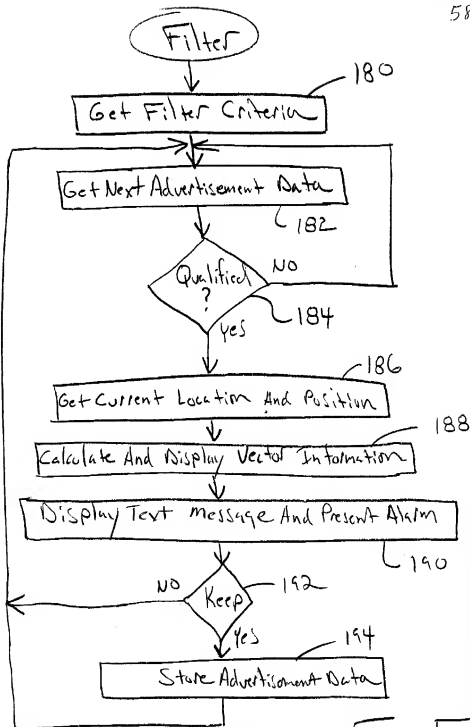 58
Filter
180
Get Filter Criteria
Get Next Advertisement Data
182
Qualified
?
NO
184
yes
186
Get Current Location And Position
188
Calculate And Display Vector Information
Display Text message And Present Alarm
190
NO
192
Keep
yes
194
Store Advertisment Data